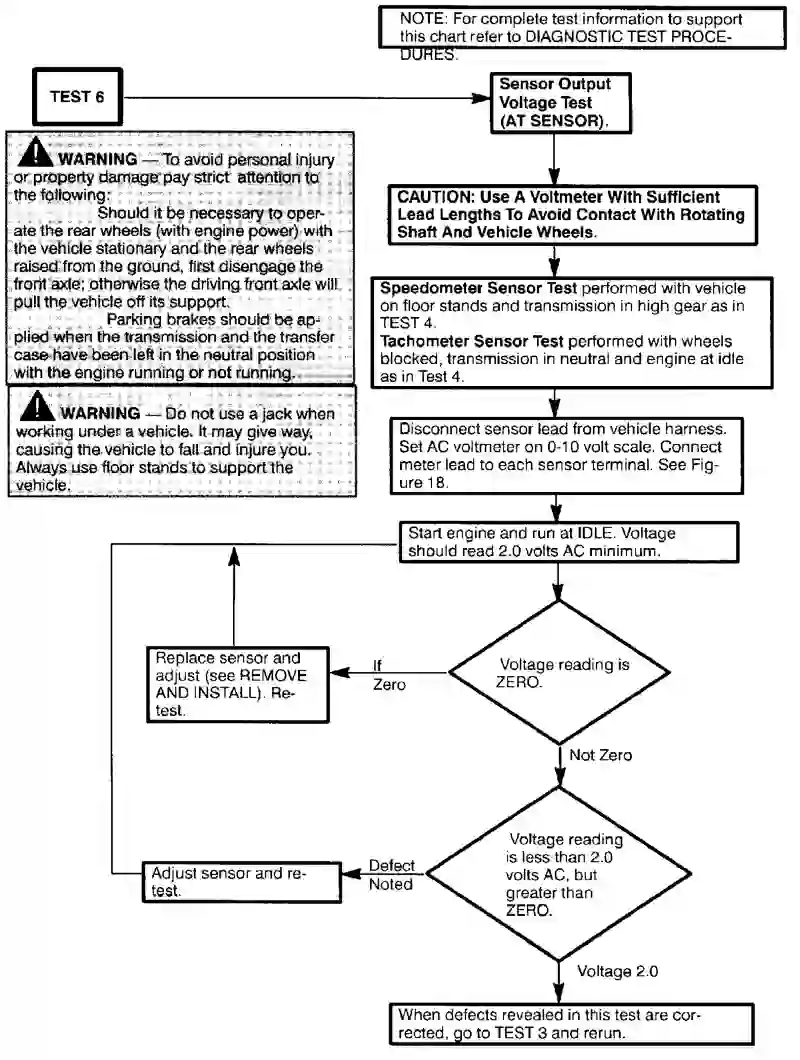 NOTE: For complete test information to support
this chart refer to DIAGNOSTIC TEST PROCE-
DURES.
TEST 6
Sensor Output
Voltage Test
(AT SENSOR).
WARNING — To avoid personal injury
or property damage pay strict attention to
the following:
Should it be necessary to oper-
ate the rear wheels (with engine power) with
the vehicle stationary and the rear wheels
raised from the ground, first disengage the
front axle; otherwise the driving front axle will
pull the vehicle off its support.
Parking brakes should be ap-
plied when the transmission and the transfer
case have been left in the neutral position
with the engine running or not running.
WARNING — Do not use a jack when
working under a vehicle. It may give way,
causing the vehicle to fall and injure you.
Always use floor stands to support the
vehicle.
CAUTION: Use A Voltmeter With Sufficient
Lead Lengths To Avoid Contact With Rotating
Shaft And Vehicle Wheels.
Speedometer Sensor Test performed with vehicle
on floor stands and transmission in high gear as in
TEST 4.
Tachometer Sensor Test performed with wheels
blocked, transmission in neutral and engine at idle
as in Test 4.
Disconnect sensor lead from vehicle harness.
Set AC voltmeter on 0-10 volt scale. Connect
meter lead to each sensor terminal. See Fig-
ure 18.
Start engine and run at IDLE. Voltage
should read 2.0 volts AC minimum.
Voltage reading is
ZERO.
If
Zero
Replace sensor and
adjust (see REMOVE
AND INSTALL). Re-
test.
Not Zero
Voltage reading
is less than 2.0
volts AC, but
greater than
ZERO.
Defect
Noted
Adjust sensor and re-
test.
Voltage 2.0
When defects revealed in this test are cor-
rected, go to TEST 3 and rerun.